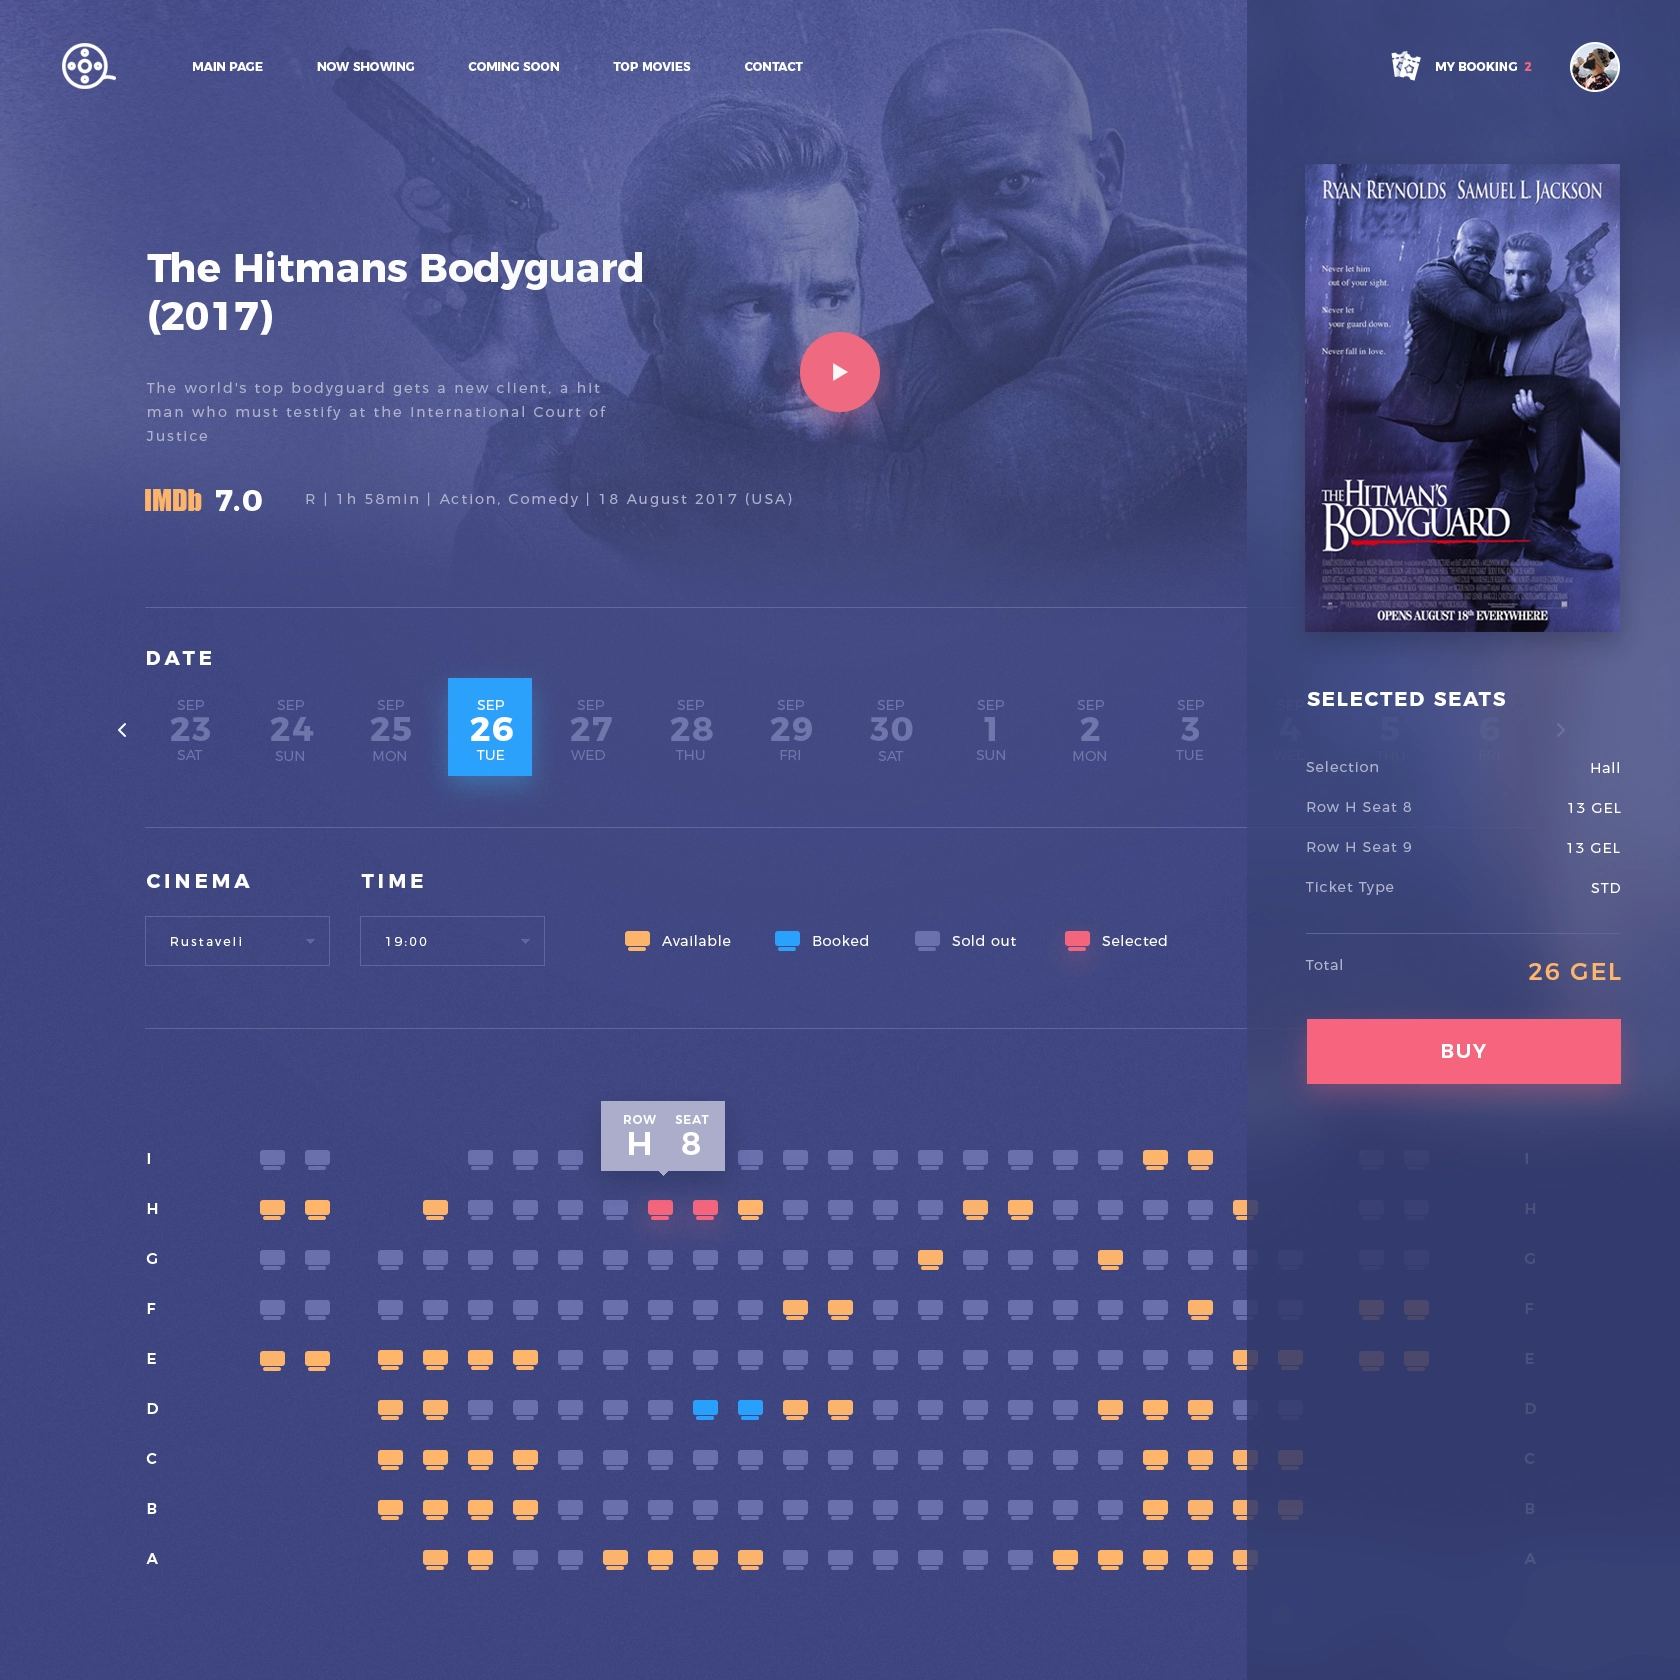 MAIN PAGE NOW SHOWING COMING SOON TOP MOVIES CONTACT
MY BOOKING 2
The Hitmans Bodyguard
(2017)
The world's top bodyguard gets a new client, a hit
man who must testify at the International Court of
Justice
IMDb 7.0 R | 1h 58min | Action, Comedy | 18 August 2017 (USA)
RYAN REYNOLDS SAMUEL L JACKSON
Never let him
out of your sight.
Never let
your guard down.
Never fall in love.
THE HITMAN'S
BODYGUARD
OPENS AUGUST 18th EVERYWHERE
DATE
SEP SEP SEP SEP SEP SEP SEP SEP SEP SEP SEP
23 24 25 26 27 28 29 30 1 2 3 4 5 6
SAT SUN MON TUE WED THU FRI SAT SUN MON TUE
SELECTED SEATS
Selection Hall
Row H Seat 8 13 GEL
Row H Seat 9 13 GEL
Ticket Type STD
Total 26 GEL
BUY
CINEMA TIME
Rustaveli 19:00
Available Booked Sold out Selected
ROW SEAT
H 8
I I
H H
G G
F F
E E
D D
C C
B B
A A